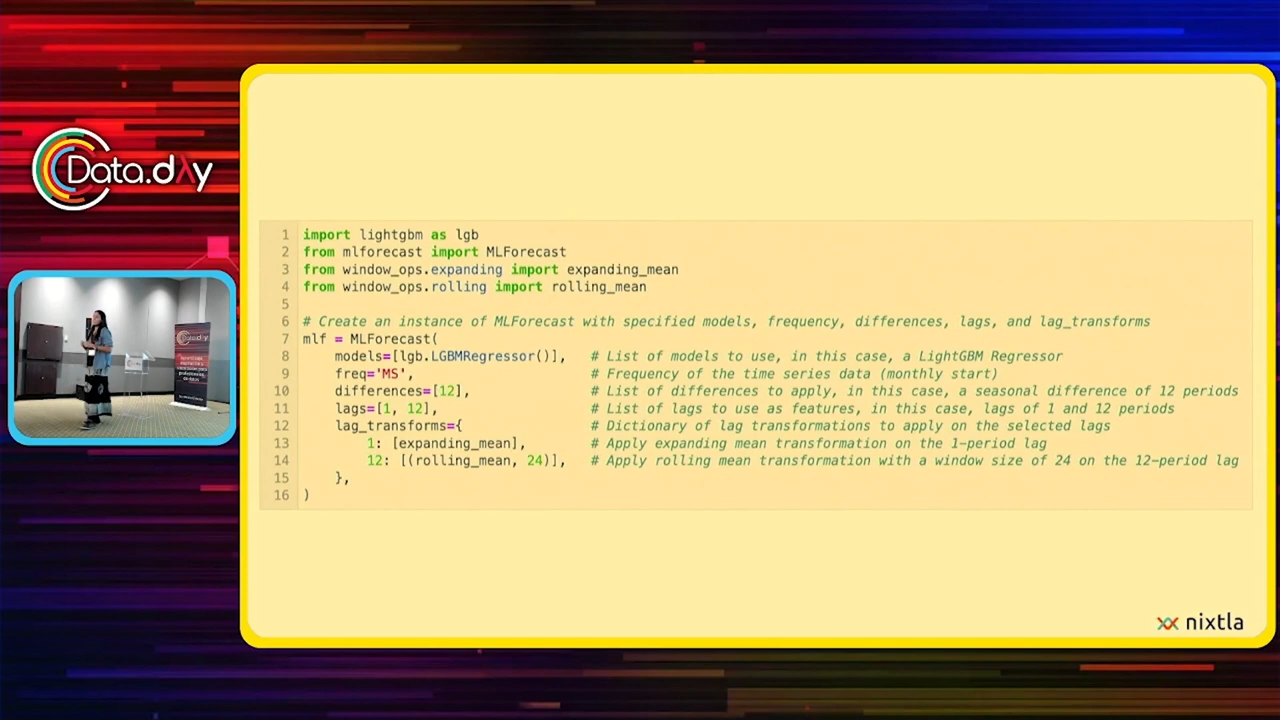 Data.dλy
1 import lightgbm as lgb
2 from mlforecast import MLForecast
3 from window_ops.expanding import expanding_mean
4 from window_ops.rolling import rolling_mean
5
6 # Create an instance of MLForecast with specified models, frequency, differences, lags, and lag_transforms
7 mlf = MLForecast(
8 models=[lgb.LGBMRegressor()], # List of models to use, in this case, a LightGBM Regressor
9 freq='MS', # Frequency of the time series data (monthly start)
10 differences=[12], # List of differences to apply, in this case, a seasonal difference of 12 periods
11 lags=[1, 12], # List of lags to use as features, in this case, lags of 1 and 12 periods
12 lag_transforms={ # Dictionary of lag transformations to apply on the selected lags
13 1: [expanding_mean], # Apply expanding mean transformation on the 1-period lag
14 12: [(rolling_mean, 24)], # Apply rolling mean transformation with a window size of 24 on the 12-period lag
15 },
16 )
nixtla